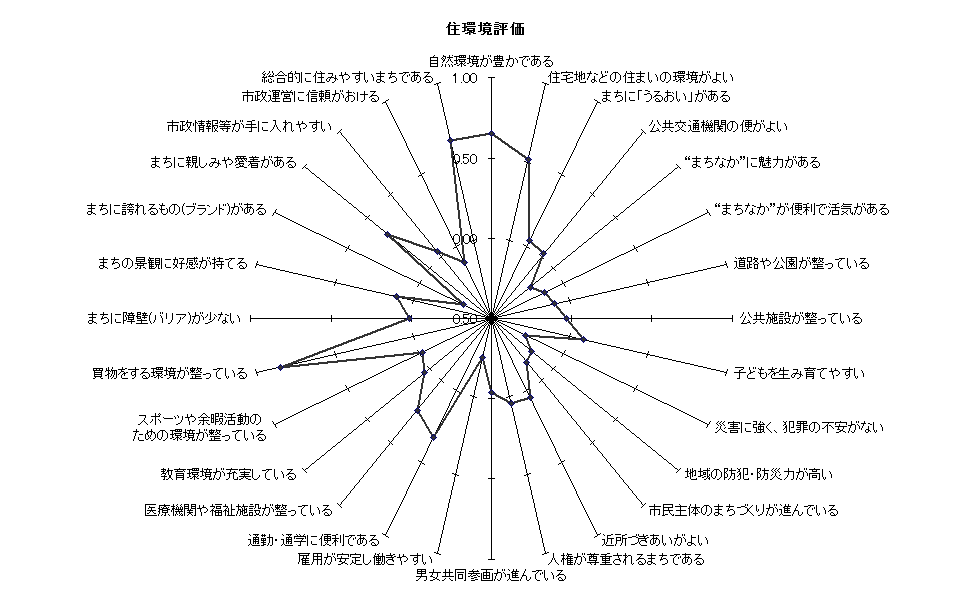 住環境評価
自然環境が豊かである
1.00
総合的に住みやすいまちである
住宅地などの住まいの環境がよい
市政運営に信頼がおける
まちに「うるおい」がある
市政情報等が手に入れやすい
公共交通機関の便がよい
0.50
まちに親しみや愛着がある
“まちなか”に魅力がある
まちに誇れるもの(ブランド)がある
“まちなか”が便利で活気がある
0.00
まちの景観に好感が持てる
道路や公園が整っている
まちに障壁(バリア)が少ない
0.50
公共施設が整っている
買物をする環境が整っている
子どもを生み育てやすい
スポーツや余暇活動の
ための環境が整っている
災害に強く、犯罪の不安がない
教育環境が充実している
地域の防犯・防災力が高い
医療機関や福祉施設が整っている
市民主体のまちづくりが進んでいる
通勤・通学に便利である
近所づきあいがよい
雇用が安定し働きやすい
人権が尊重されるまちである
男女共同参画が進んでいる